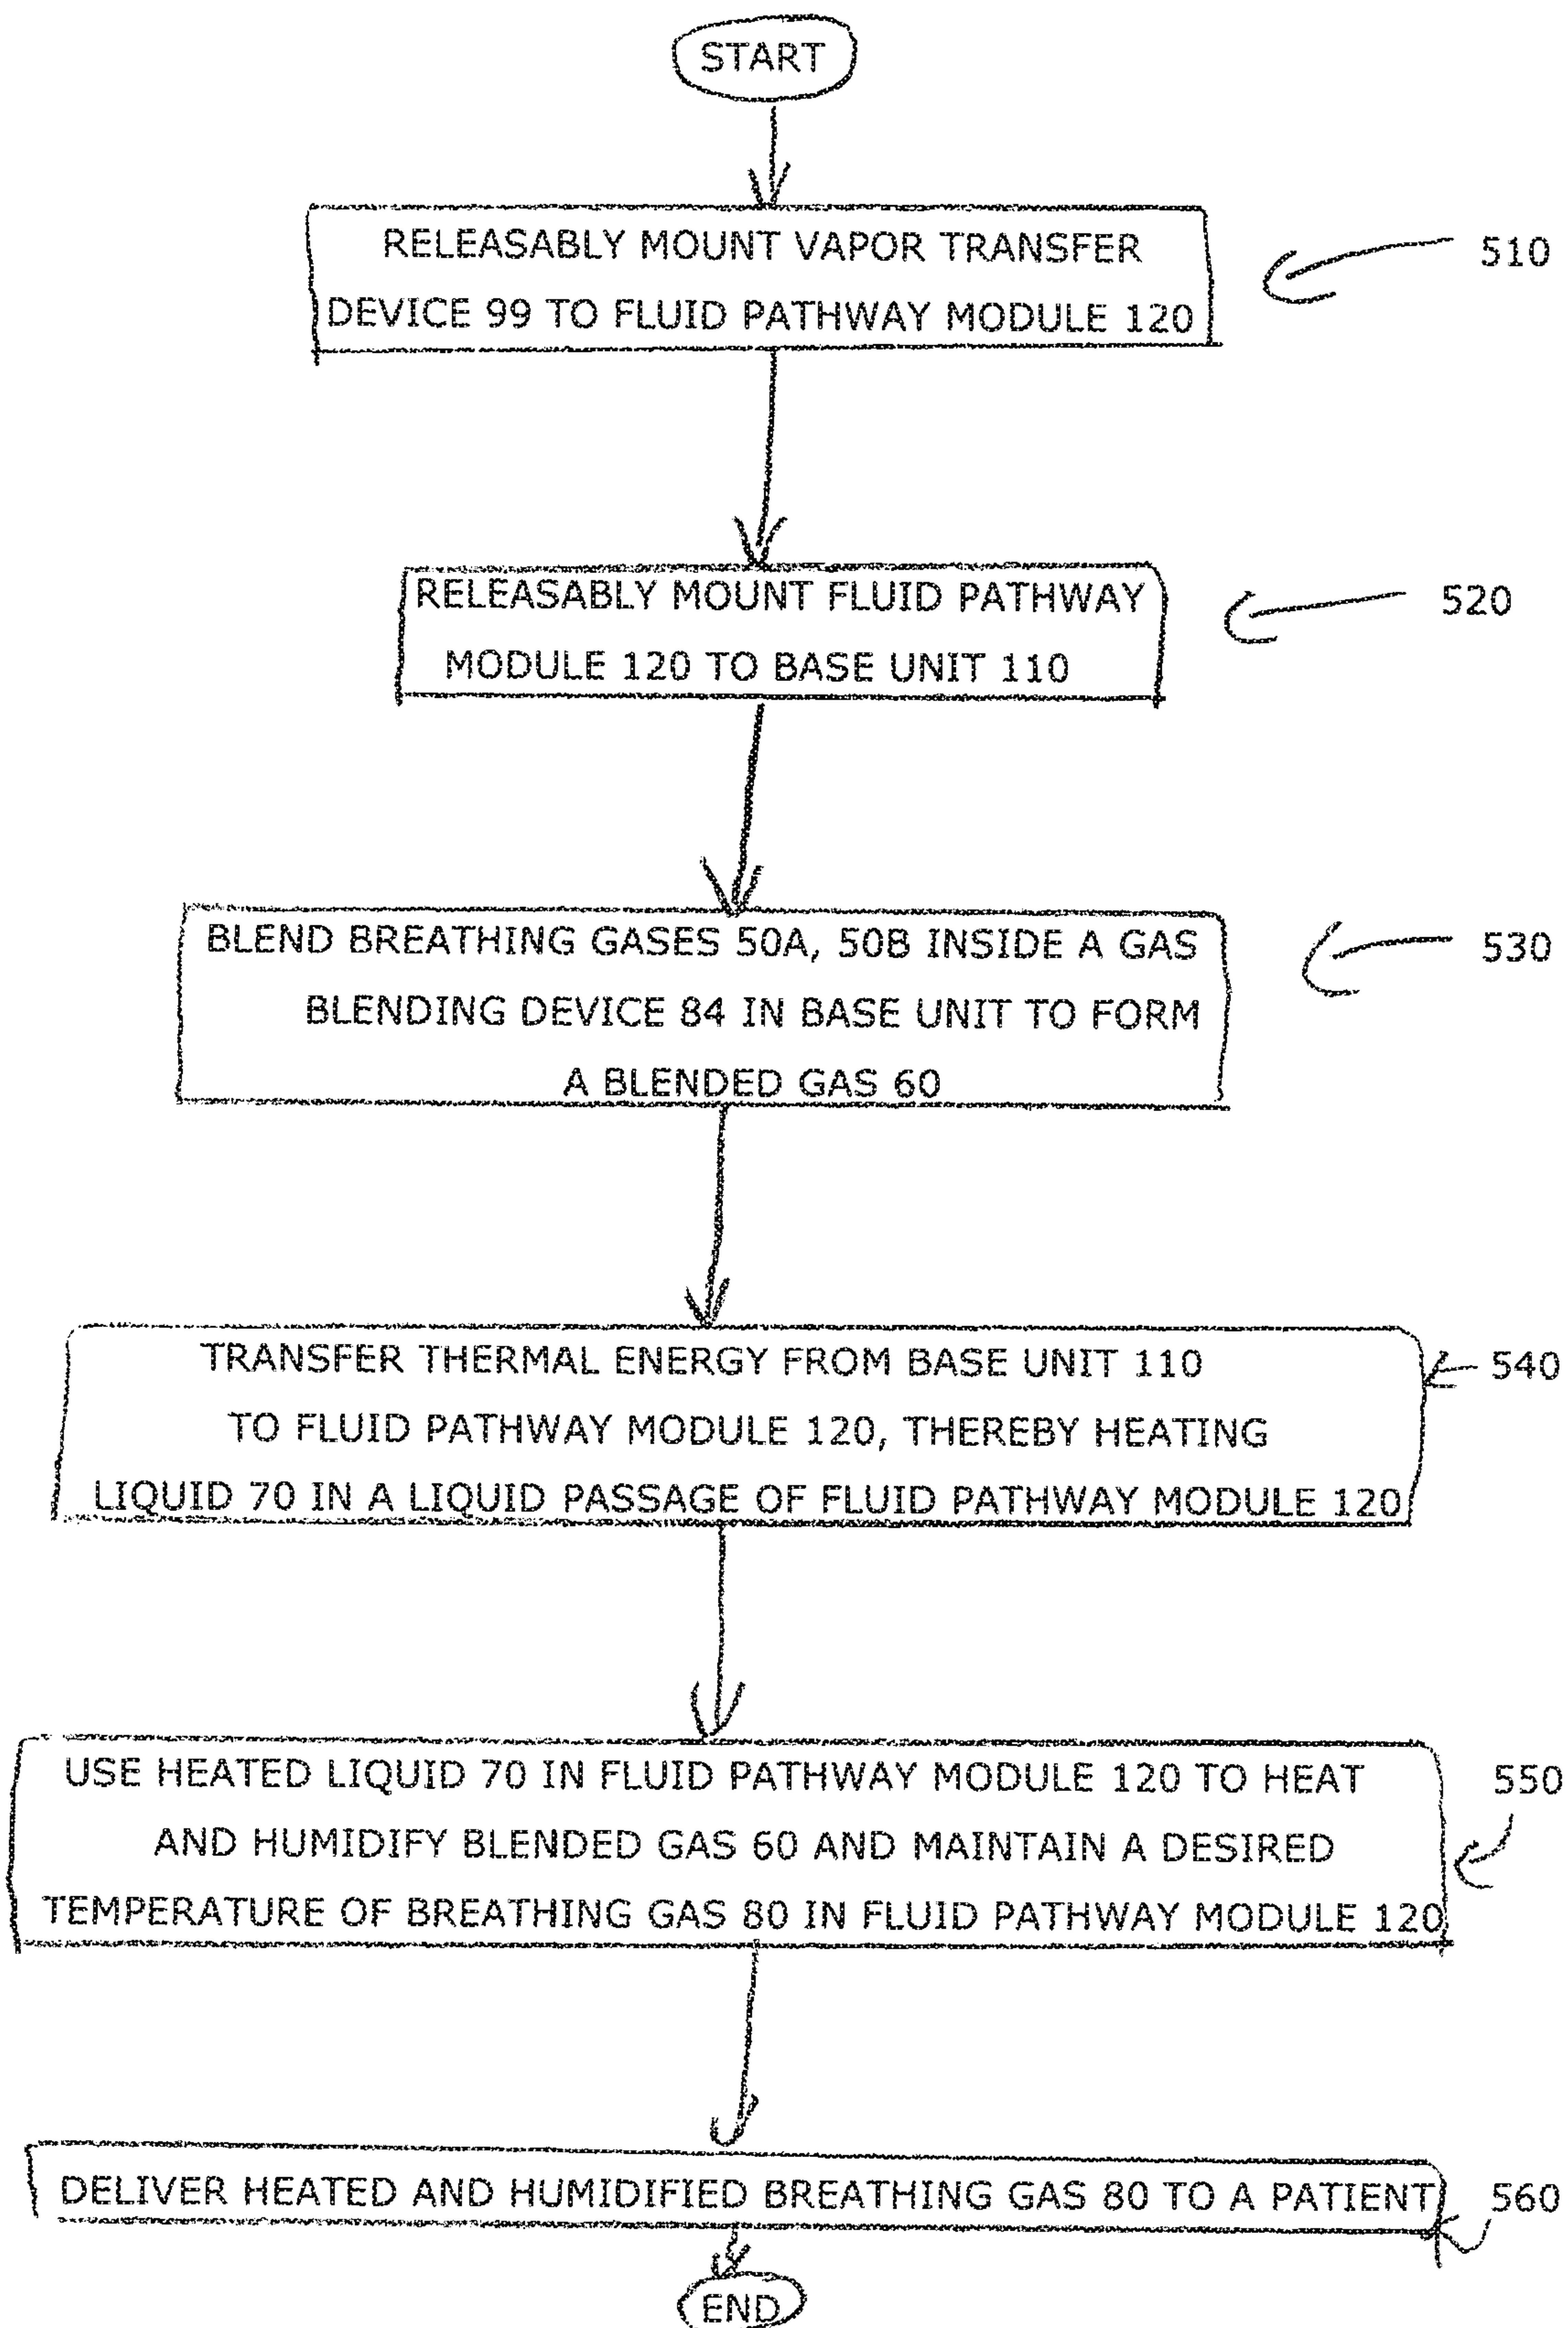 START
RELEASABLY MOUNT VAPOR TRANSFER
DEVICE 99 TO FLUID PATHWAY MODULE 120
510
RELEASABLY MOUNT FLUID PATHWAY
MODULE 120 TO BASE UNIT 110
520
BLEND BREATHING GASES 50A, 50B INSIDE A GAS
BLENDING DEVICE 84 IN BASE UNIT TO FORM
A BLENDED GAS 60
530
TRANSFER THERMAL ENERGY FROM BASE UNIT 110
TO FLUID PATHWAY MODULE 120, THEREBY HEATING
LIQUID 70 IN A LIQUID PASSAGE OF FLUID PATHWAY MODULE 120
540
USE HEATED LIQUID 70 IN FLUID PATHWAY MODULE 120 TO HEAT
AND HUMIDIFY BLENDED GAS 60 AND MAINTAIN A DESIRED
TEMPERATURE OF BREATHING GAS 80 IN FLUID PATHWAY MODULE 120
550
DELIVER HEATED AND HUMIDIFIED BREATHING GAS 80 TO A PATIENT
560
END